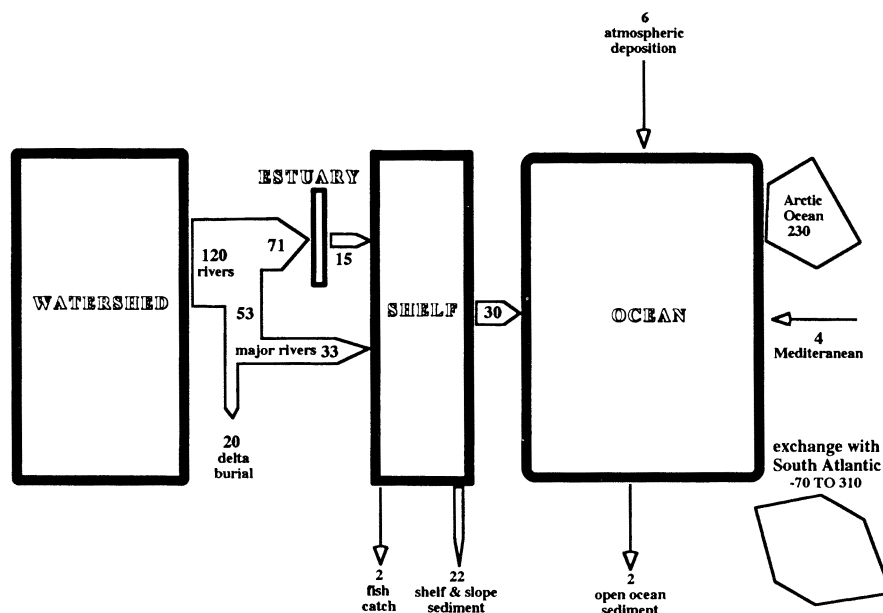 6
atmospheric
deposition
ESTUARY
Arctic
Ocean
230
120
rivers
71
15
WATERSHED
53
SHELF
30
OCEAN
4
Mediteranean
major rivers 33
20
delta
burial
exchange with
South Atlantic
-70 TO 310
2
fish
catch
22
shelf & slope
sediment
2
open ocean
sediment